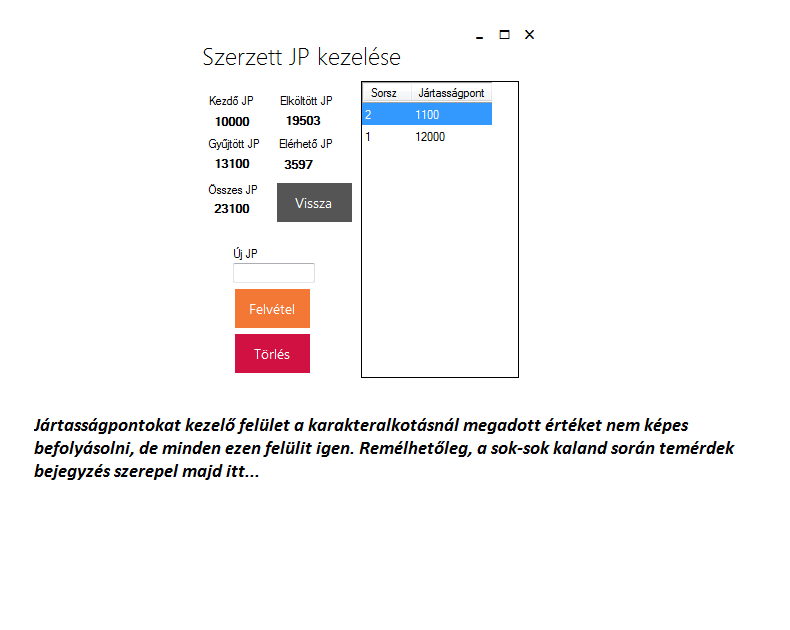 Szerzett JP kezelése
Kezdő JP Elköltött JP
10000 19503
Gyűjtött JP Elérhető JP
13100 3597
Összes JP
23100
Vissza
Új JP
Felvétel
Törlés
Sorsz Jártasságpont
2 1100
1 12000
Jártasságpontokat kezelő felület a karakteralkotásnál megadott értéket nem képes
befolyásolni, de minden ezen felülit igen. Remélhetőleg, a sok-sok kaland során temérdek
bejegyzés szerepel majd itt...